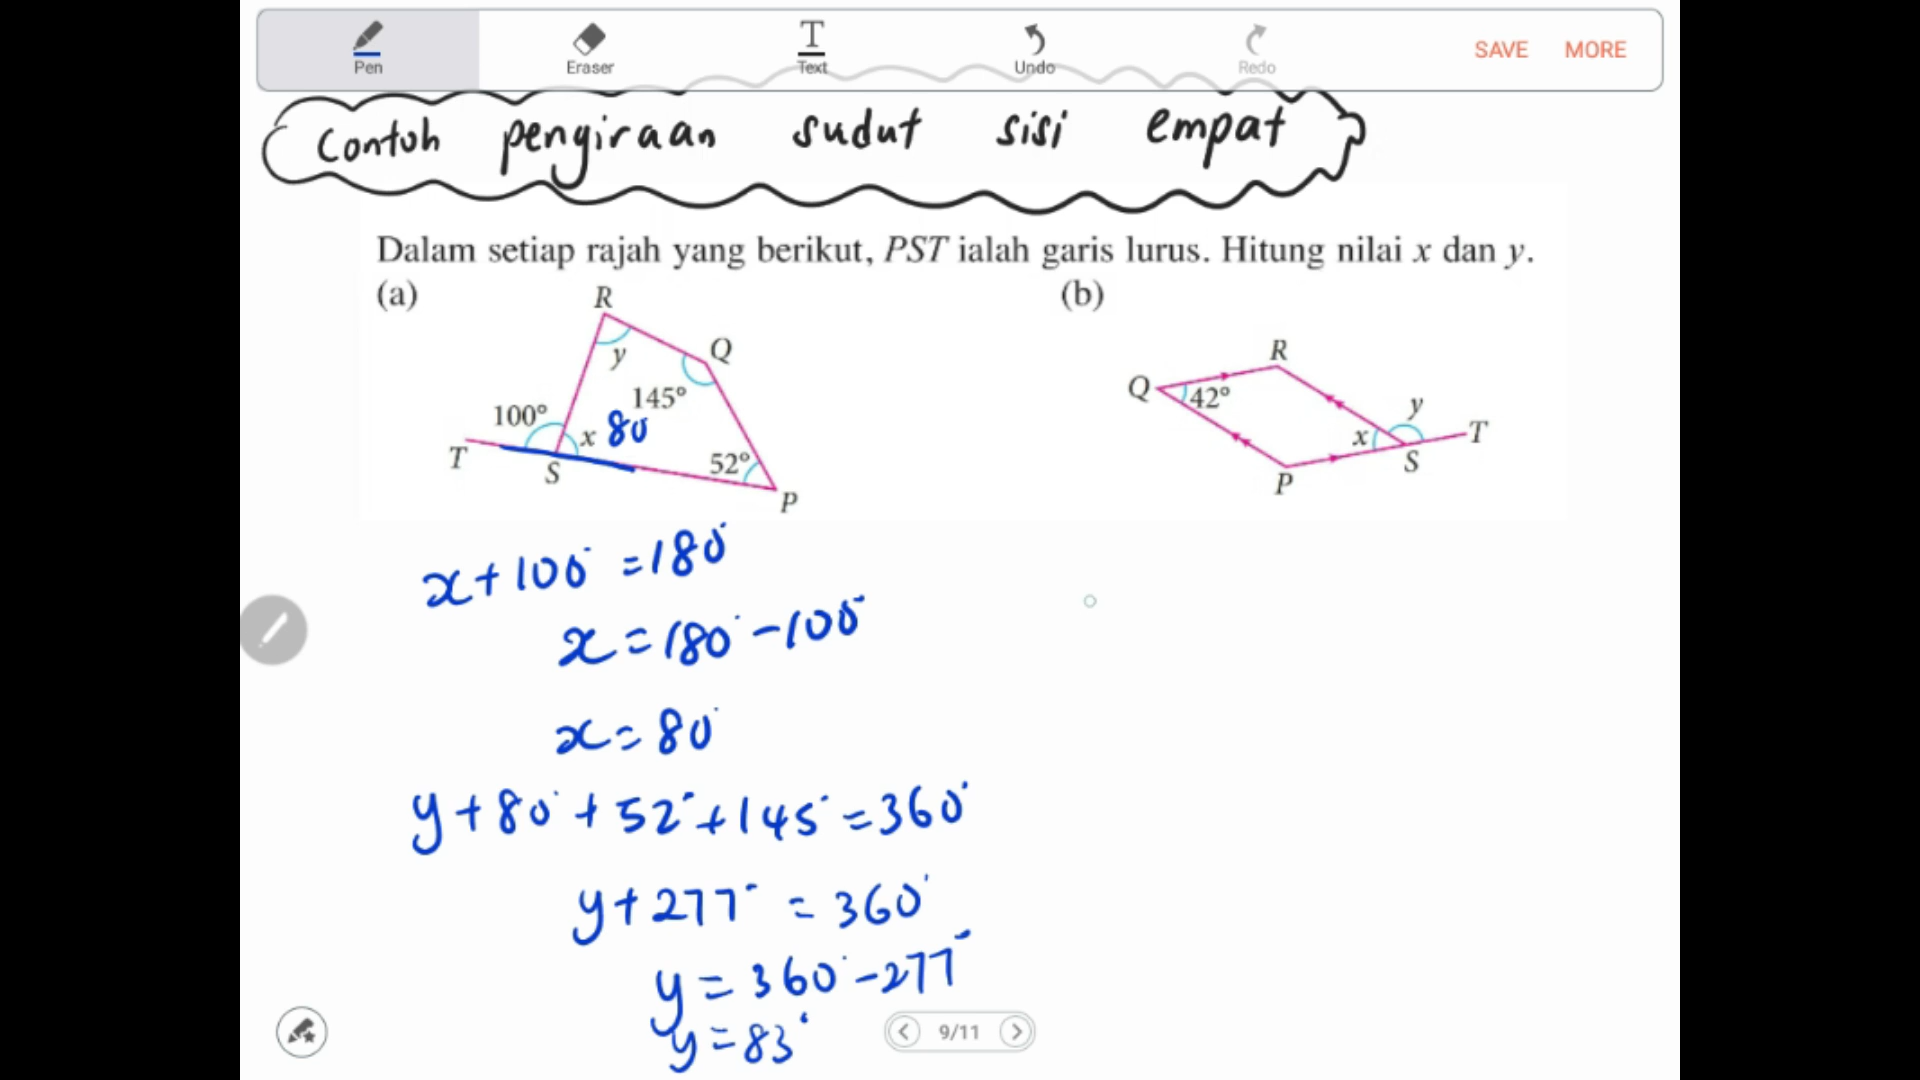 Pen
Eraser
T
Text
Undo
Redo
SAVE
MORE
Contoh pengiraan sudut sisi empat
Dalam setiap rajah yang berikut, PST ialah garis lurus. Hitung nilai x dan y.
(a)
R
y
Q
145°
100°
x 80
T
S
52°
P
(b)
R
Q
42°
y
T
x
S
P
x + 100° = 180°
x = 180° - 100°
x = 80°
y + 80° + 52° + 145° = 360°
y + 277° = 360°
y = 360° - 277°
y = 83°
9/11